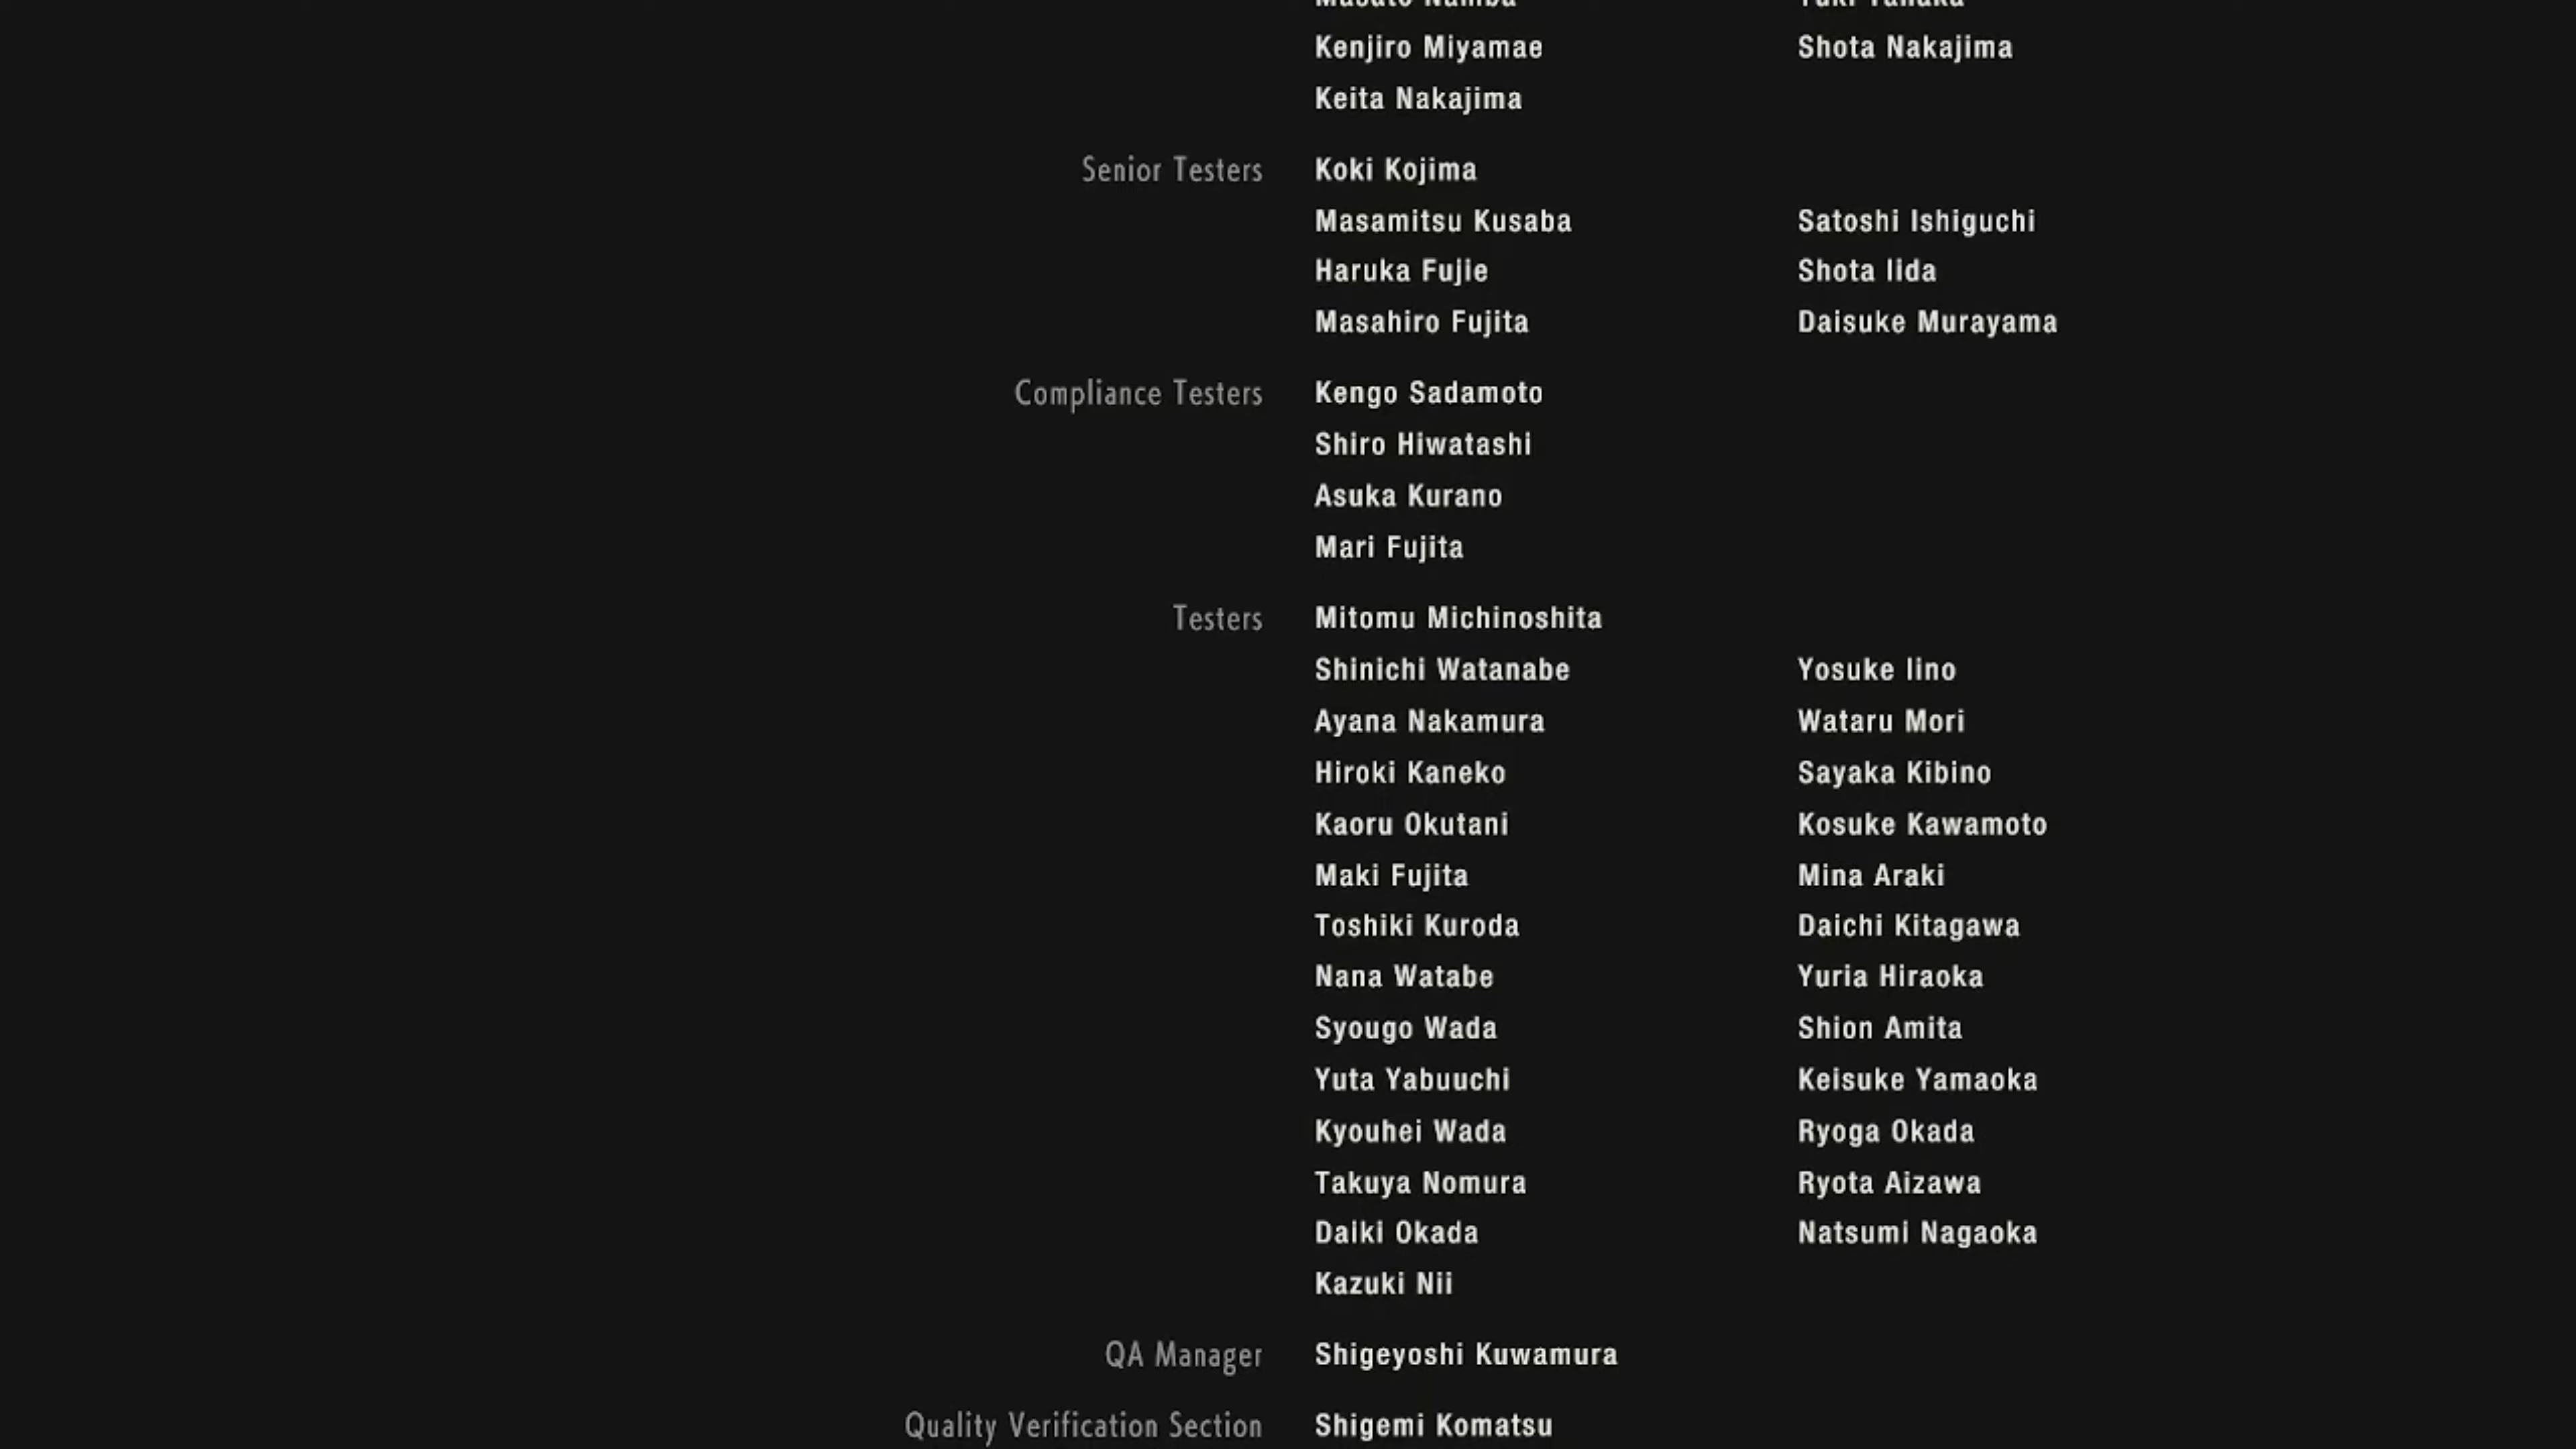 Kenjiro Miyamae Shota Nakajima
Keita Nakajima
Senior Testers Koki Kojima
Masamitsu Kusaba Satoshi Ishiguchi
Haruka Fujie Shota Iida
Masahiro Fujita Daisuke Murayama
Compliance Testers Kengo Sadamoto
Shiro Hiwatashi
Asuka Kurano
Mari Fujita
Testers Mitomu Michinoshita
Shinichi Watanabe Yosuke Iino
Ayana Nakamura Wataru Mori
Hiroki Kaneko Sayaka Kibino
Kaoru Okutani Kosuke Kawamoto
Maki Fujita Mina Araki
Toshiki Kuroda Daichi Kitagawa
Nana Watabe Yuria Hiraoka
Syougo Wada Shion Amita
Yuta Yabuuchi Keisuke Yamaoka
Kyouhei Wada Ryoga Okada
Takuya Nomura Ryota Aizawa
Daiki Okada Natsumi Nagaoka
Kazuki Nii
QA Manager Shigeyoshi Kuwamura
Quality Verification Section Shigemi Komatsu